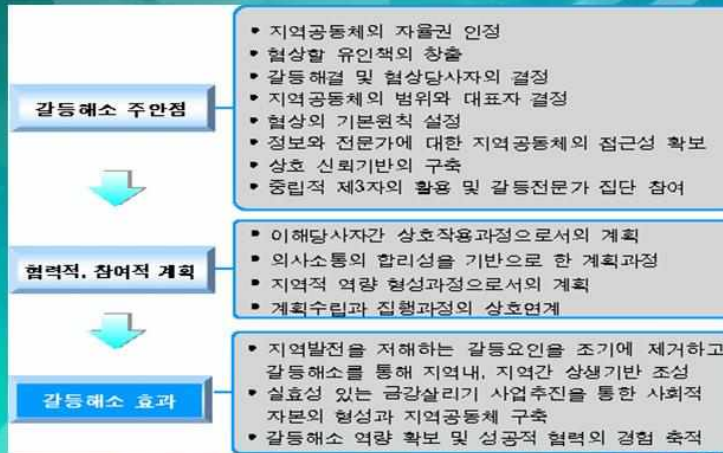 갈등해소 주안점
• 지역공동체의 자율권 인정
• 협상할 유인책의 창출
• 갈등해결 및 협상당사자의 결정
• 지역공동체의 범위와 대표자 결정
• 협상의 기본원칙 설정
• 정보와 전문가에 대한 지역공동체의 접근성 확보
• 상호 신뢰기반의 구축
• 중립적 제3자의 활용 및 갈등전문가 집단 참여
협력적, 참여적 계획
• 이해당사자간 상호작용과정으로서의 계획
• 의사소통의 합리성을 기반으로 한 계획과정
• 지역적 역량 형성과정으로서의 계획
• 계획수립과 집행과정의 상호연계
갈등해소 효과
• 지역발전을 저해하는 갈등요인을 조기에 제거하고
갈등해소를 통해 지역내, 지역간 상생기반 조성
• 실효성 있는 금강살리기 사업추진을 통한 사회적
자본의 형성과 지역공동체 구축
• 갈등해소 역량 확보 및 성공적 협력의 경험 축적